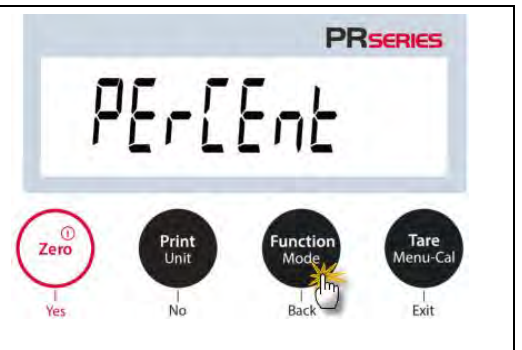 PRSERIES
PErCEnt
Zero
Print
Unit
Function
Mode
Tare
Menu-Cal
Yes
No
Back
Exit